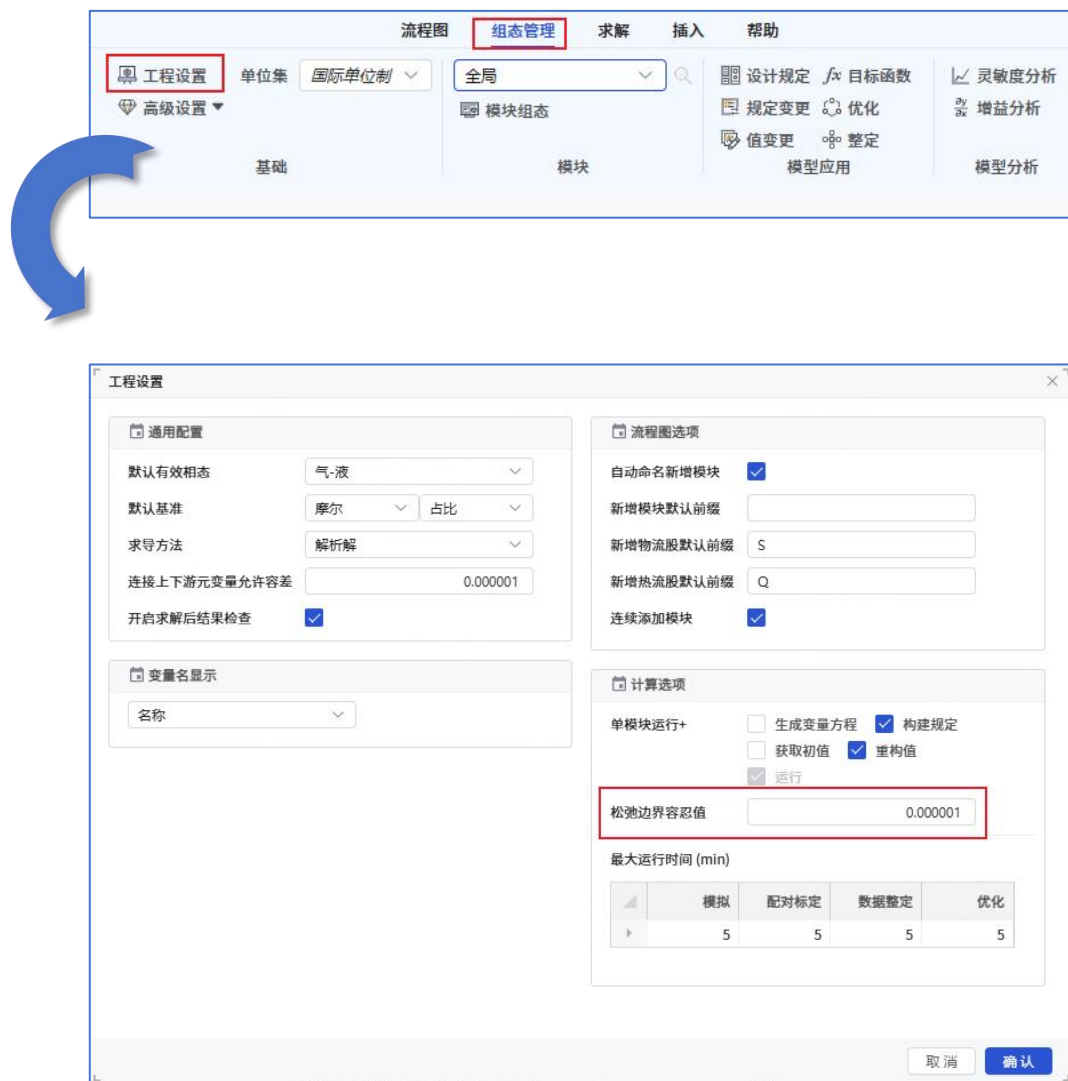 流程图 组态管理 求解 插入 帮助
工程设置 单位集 国际单位制 全局 设计规定 fx 目标函数 灵敏度分析
高级设置 模块组态 规定变更 优化 ∂y/∂x 增益分析
值变更 整定
基础 模块 模型应用 模型分析
工程设置
通用配置
默认有效相态 气-液
默认基准 摩尔 占比
求导方法 解析解
连接上下游元变量允许容差 0.000001
开启求解后结果检查
变量名显示
名称
流程图选项
自动命名新增模块
新增模块默认前缀
新增物流股默认前缀 S
新增热流股默认前缀 Q
连续添加模块
计算选项
单模块运行+ 生成变量方程 构建规定
获取初值 重构值
运行
松弛边界容忍值 0.000001
最大运行时间 (min)
模拟 配对标定 数据整定 优化
5 5 5 5
取消 确认